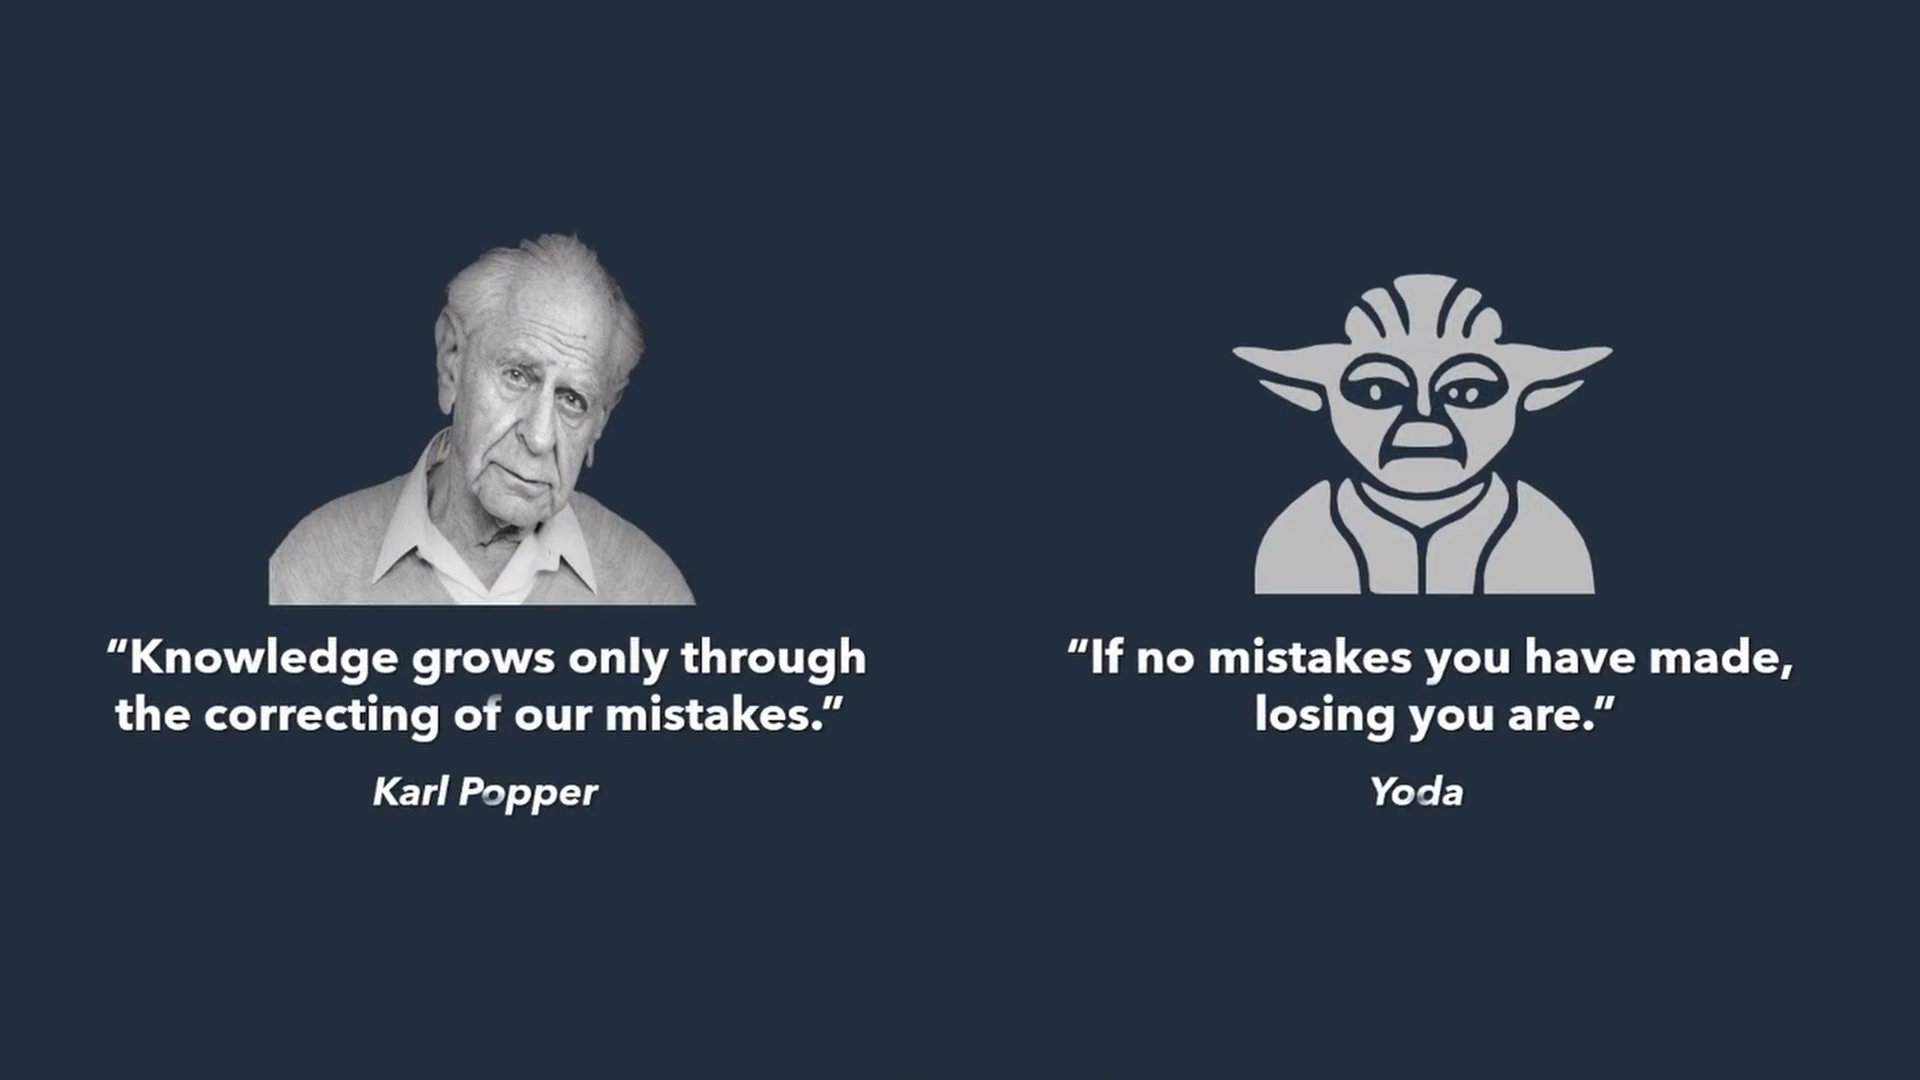 “Knowledge grows only through
the correcting of our mistakes.”
Karl Popper
“If no mistakes you have made,
losing you are.”
Yoda